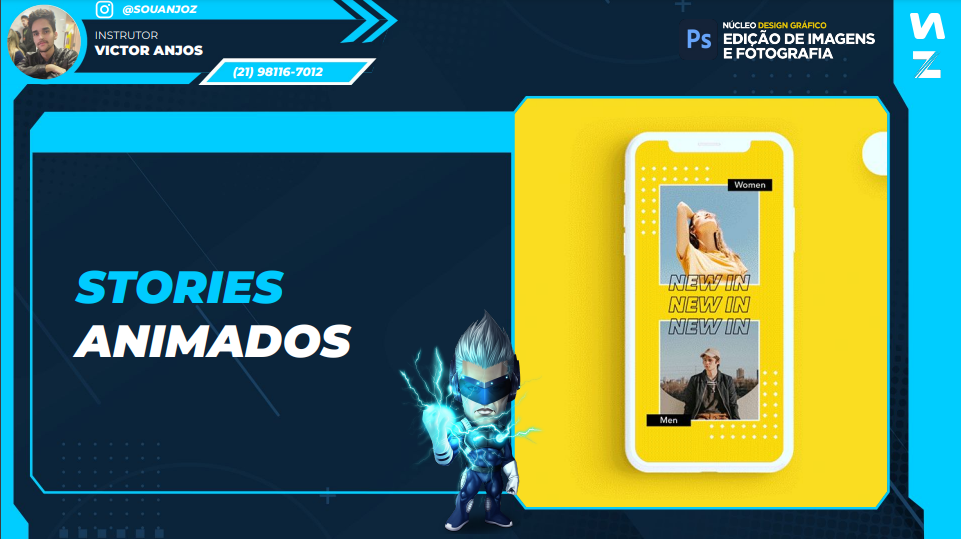 @SOUANJOZ
INSTRUTOR
VICTOR ANJOS
(21) 98116-7012
Ps
NÚCLEO DESIGN GRÁFICO
EDIÇÃO DE IMAGENS
E FOTOGRAFIA
STORIES
ANIMADOS
Women
NEW IN
NEW IN
NEW IN
Men